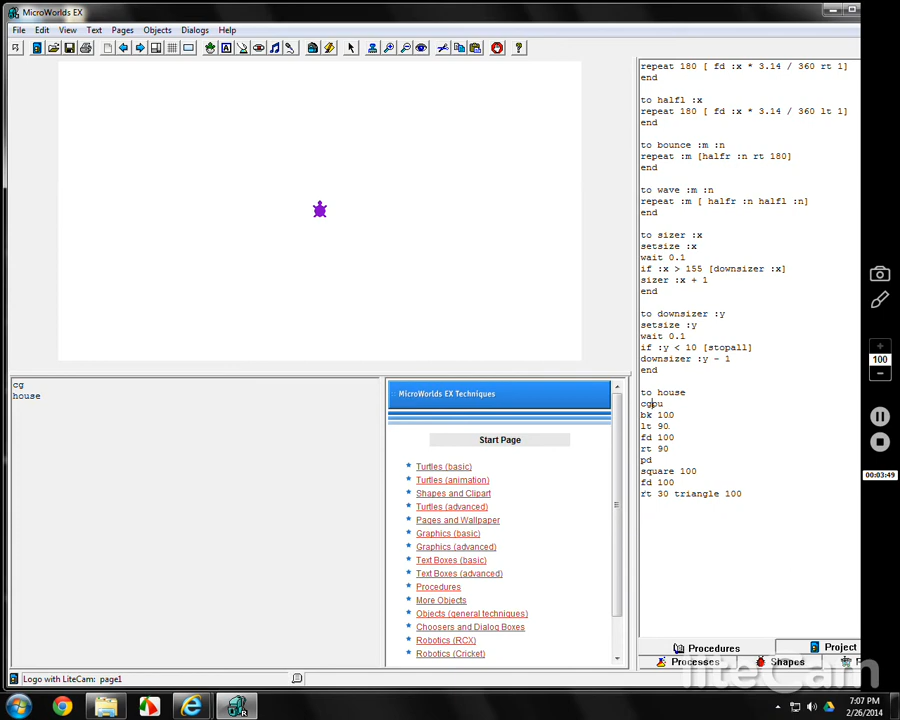 MicroWorlds EX
File Edit View Text Pages Objects Dialogs Help
repeat 180 [ fd :x * 3.14 / 360 rt 1]
end
to halfl :x
repeat 180 [ fd :x * 3.14 / 360 lt 1]
end
to bounce :m :n
repeat :m [halfr :n rt 180]
end
to wave :m :n
repeat :m [ halfr :n halfl :n]
end
to sizer :x
setsize :x
wait 0.1
if :x > 155 [downsizer :x]
sizer :x + 1
end
to downsizer :y
setsize :y
wait 0.1
if :y < 10 [stopall]
downsizer :y - 1
end
to house
cgpu
bk 100
lt 90
fd 100
rt 90
pd
square 100
fd 100
rt 30 triangle 100
cg
house
MicroWorlds EX Techniques
Start Page
Turtles (basic)
Turtles (animation)
Shapes and Clipart
Turtles (advanced)
Pages and Wallpaper
Graphics (basic)
Graphics (advanced)
Text Boxes (basic)
Text Boxes (advanced)
Procedures
More Objects
Objects (general techniques)
Choosers and Dialog Boxes
Robotics (RCX)
Robotics (Cricket)
Procedures Project
Processes Shapes
Logo with LiteCam: page1
liteCam
100
00:03:49
7:07 PM
2/26/2014